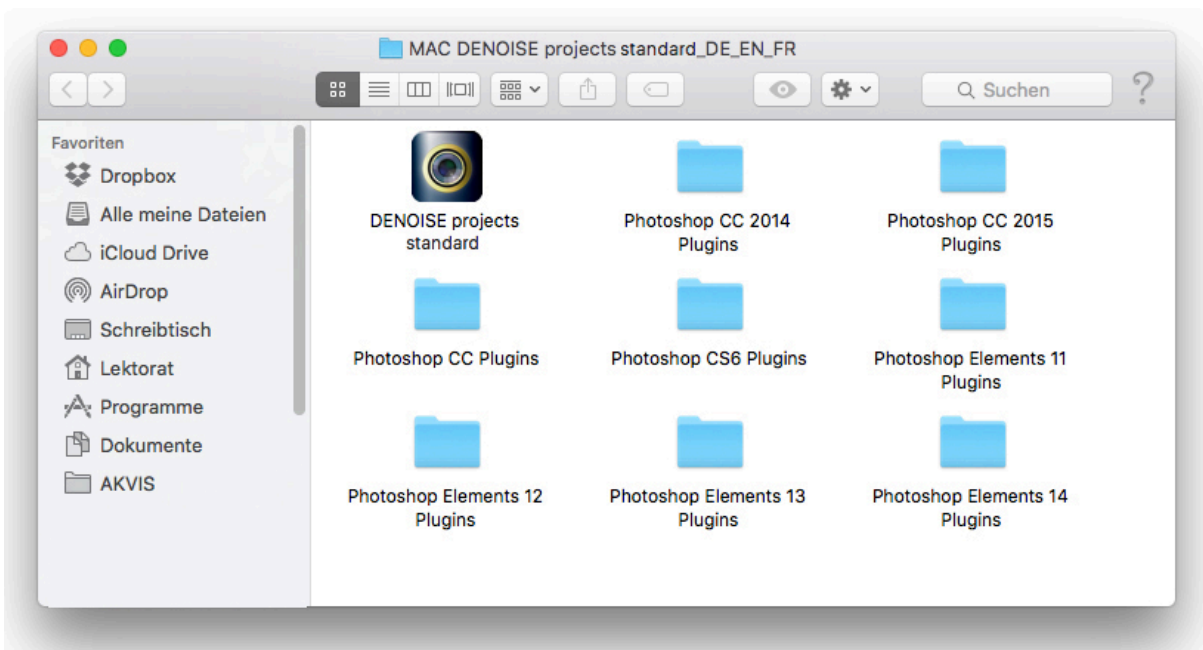 MAC DENOISE projects standard_DE_EN_FR
Suchen
?
Favoriten
Dropbox
Alle meine Dateien
iCloud Drive
AirDrop
Schreibtisch
Lektorat
Programme
Dokumente
AKVIS
DENOISE projects
standard
Photoshop CC 2014
Plugins
Photoshop CC 2015
Plugins
Photoshop CC Plugins
Photoshop CS6 Plugins
Photoshop Elements 11
Plugins
Photoshop Elements 12
Plugins
Photoshop Elements 13
Plugins
Photoshop Elements 14
Plugins